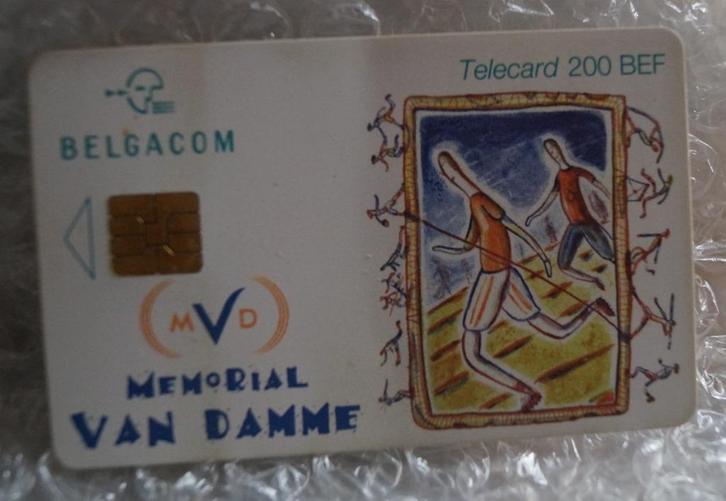 Telecard 200 BEF
BELGACOM
MVD
MEMORIAL
VAN DAMME